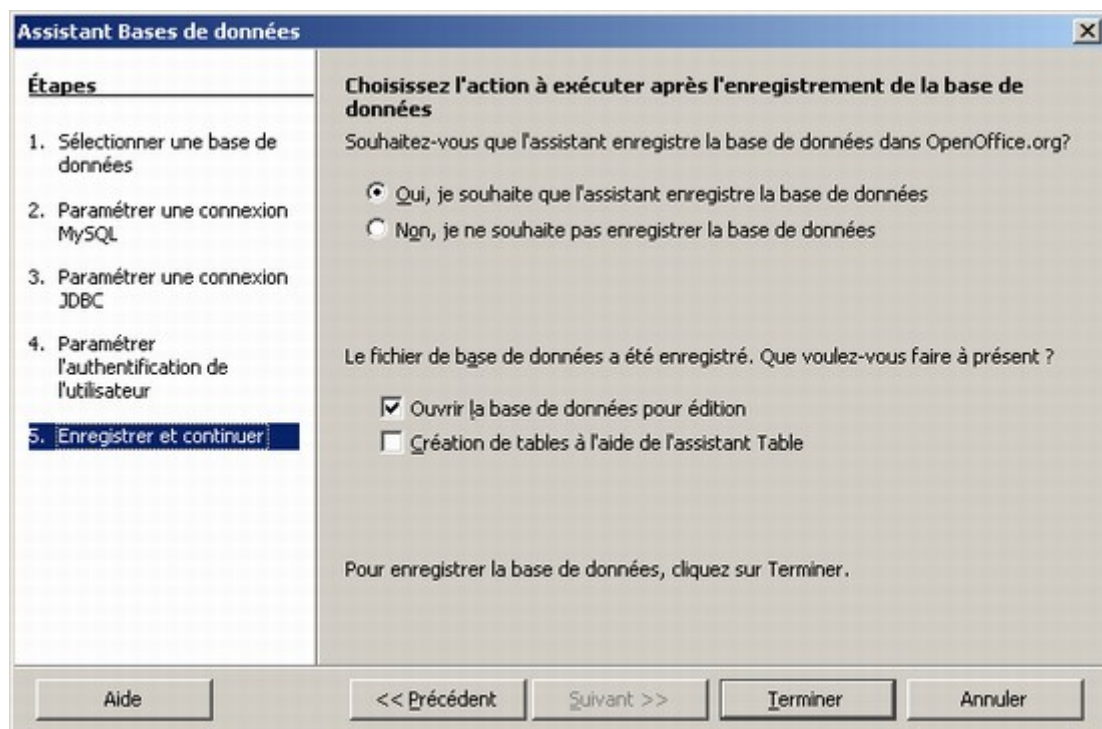 Assistant Bases de données
Étapes
1. Sélectionner une base de
données
2. Paramétrer une connexion
MySQL
3. Paramétrer une connexion
JDBC
4. Paramétrer
l'authentification de
l'utilisateur
5. Enregistrer et continuer
Choisissez l'action à exécuter après l'enregistrement de la base de
données
Souhaitez-vous que l'assistant enregistre la base de données dans OpenOffice.org?
Oui, je souhaite que l'assistant enregistre la base de données
Non, je ne souhaite pas enregistrer la base de données
Le fichier de base de données a été enregistré. Que voulez-vous faire à présent ?
Ouvrir la base de données pour édition
Création de tables à l'aide de l'assistant Table
Pour enregistrer la base de données, cliquez sur Terminer.
Aide
<< Précédent
Suivant >>
Terminer
Annuler